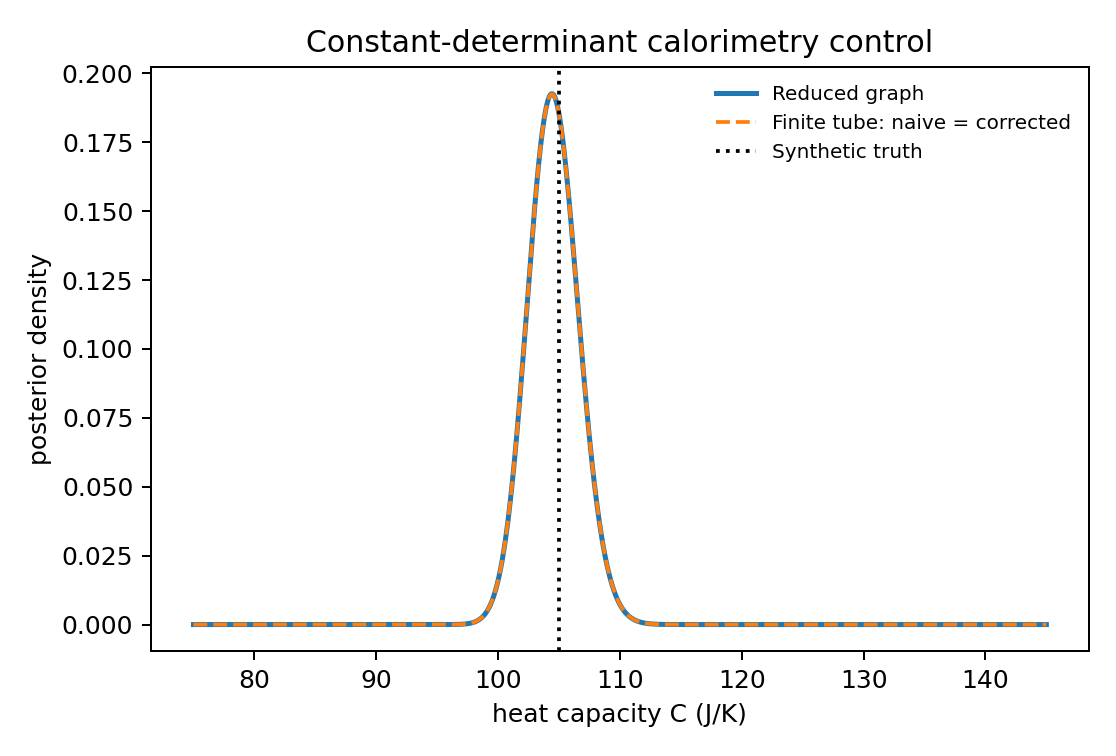 Constant-determinant calorimetry control
Reduced graph
Finite tube: naive = corrected
Synthetic truth
posterior density
0.200
0.175
0.150
0.125
0.100
0.075
0.050
0.025
0.000
80 90 100 110 120 130 140
heat capacity C (J/K)